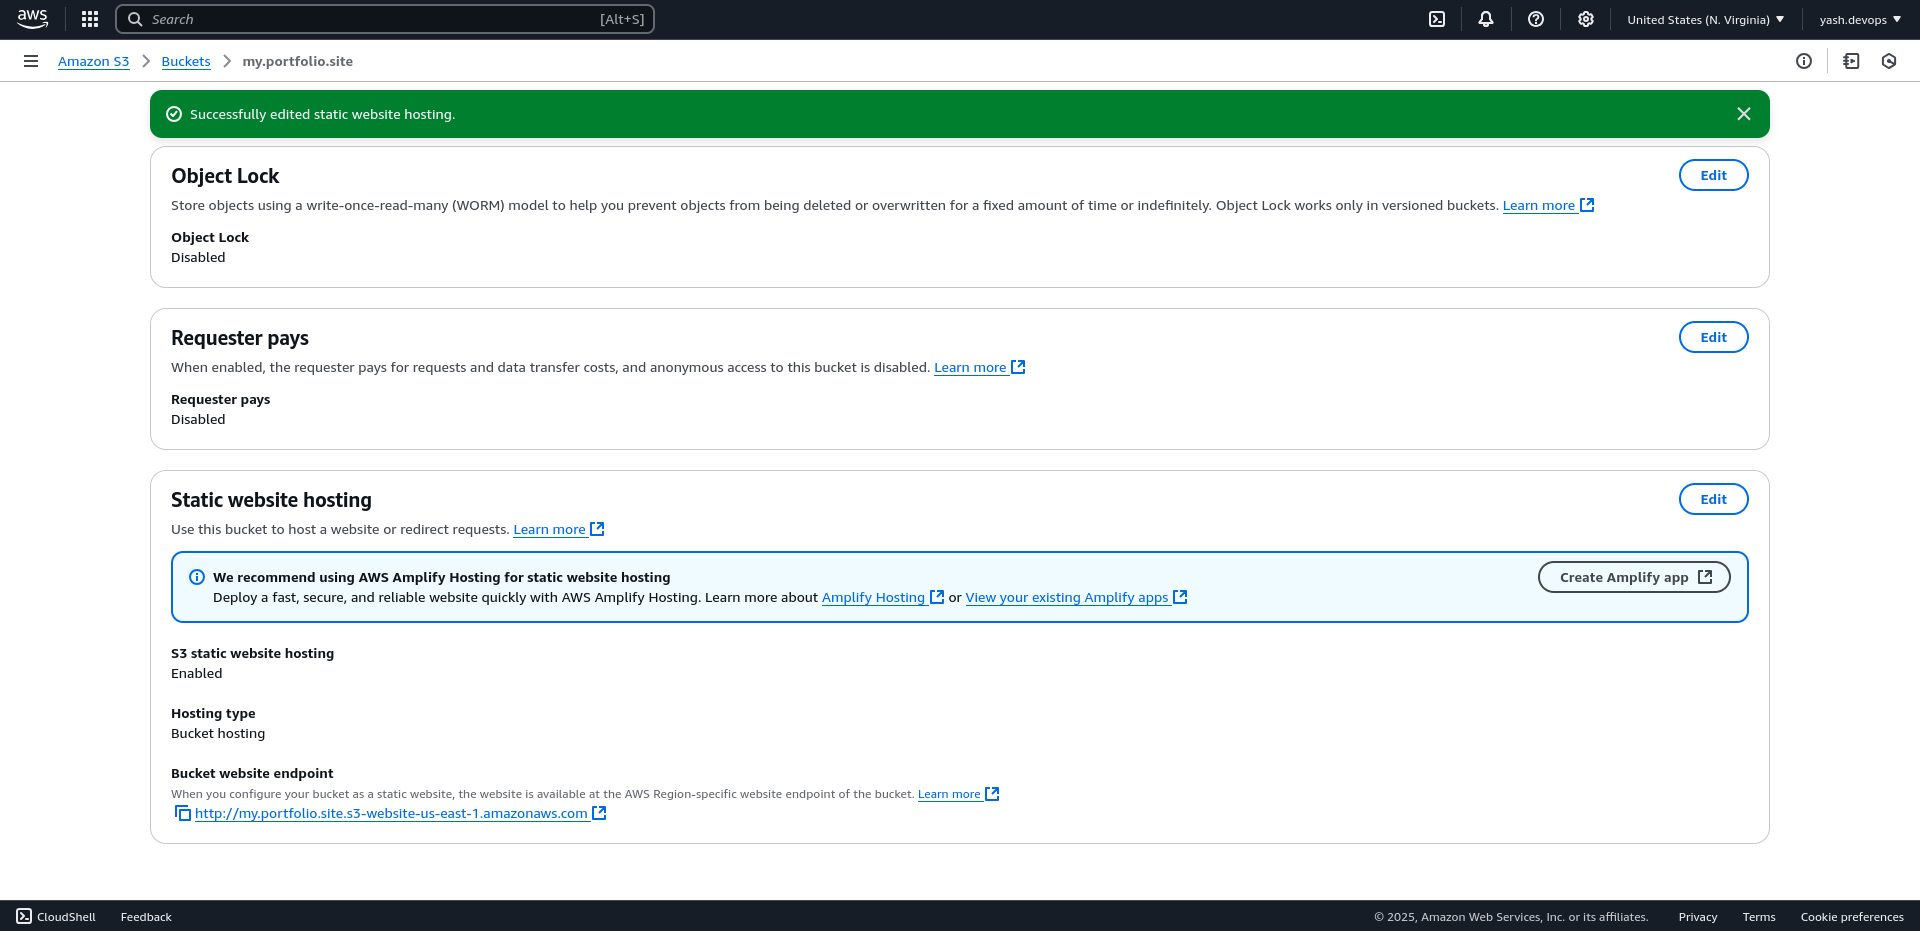 aws
Search [Alt+S] United States (N. Virginia) yash.devops
Amazon S3 Buckets my.portfolio.site
Successfully edited static website hosting.
Object Lock Edit
Store objects using a write-once-read-many (WORM) model to help you prevent objects from being deleted or overwritten for a fixed amount of time or indefinitely. Object Lock works only in versioned buckets. Learn more
Object Lock
Disabled
Requester pays Edit
When enabled, the requester pays for requests and data transfer costs, and anonymous access to this bucket is disabled. Learn more
Requester pays
Disabled
Static website hosting Edit
Use this bucket to host a website or redirect requests. Learn more
We recommend using AWS Amplify Hosting for static website hosting Create Amplify app
Deploy a fast, secure, and reliable website quickly with AWS Amplify Hosting. Learn more about Amplify Hosting or View your existing Amplify apps
S3 static website hosting
Enabled
Hosting type
Bucket hosting
Bucket website endpoint
When you configure your bucket as a static website, the website is available at the AWS Region-specific website endpoint of the bucket. Learn more
http://my.portfolio.site.s3-website-us-east-1.amazonaws.com
CloudShell Feedback © 2025, Amazon Web Services, Inc. or its affiliates. Privacy Terms Cookie preferences